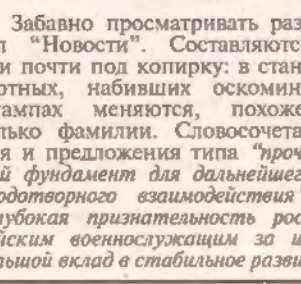 Забавно просматривать раз
л “Новости”. Составляютс
и почти под копирку: в стан
отных, набивших оскомин
тампах меняются, похоже
лько фамилии. Словосочета
я и предложения типа “проч
й фундамент для дальнейшег
одотворного взаимодействия
лубокая признательность рос
йским военнослужащим за ш
льшой вклад в стабильное разви